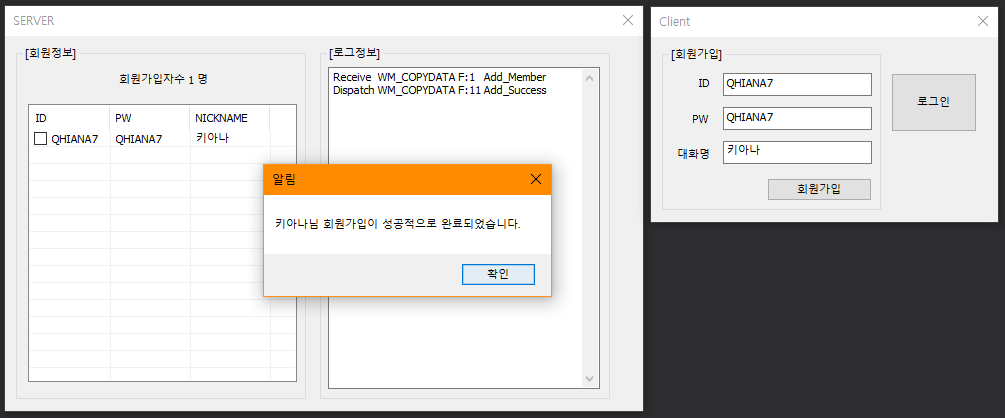 SERVER
[회원정보]
회원가입자수 1 명
ID PW NICKNAME
QHIANA7 QHIANA7 키아나
[로그정보]
Receive WM_COPYDATA F:1 Add_Member
Dispatch WM_COPYDATA F:11 Add_Success
알림
키아나님 회원가입이 성공적으로 완료되었습니다.
확인
Client
[회원가입]
ID QHIANA7
PW QHIANA7
대화명 키아나
회원가입
로그인